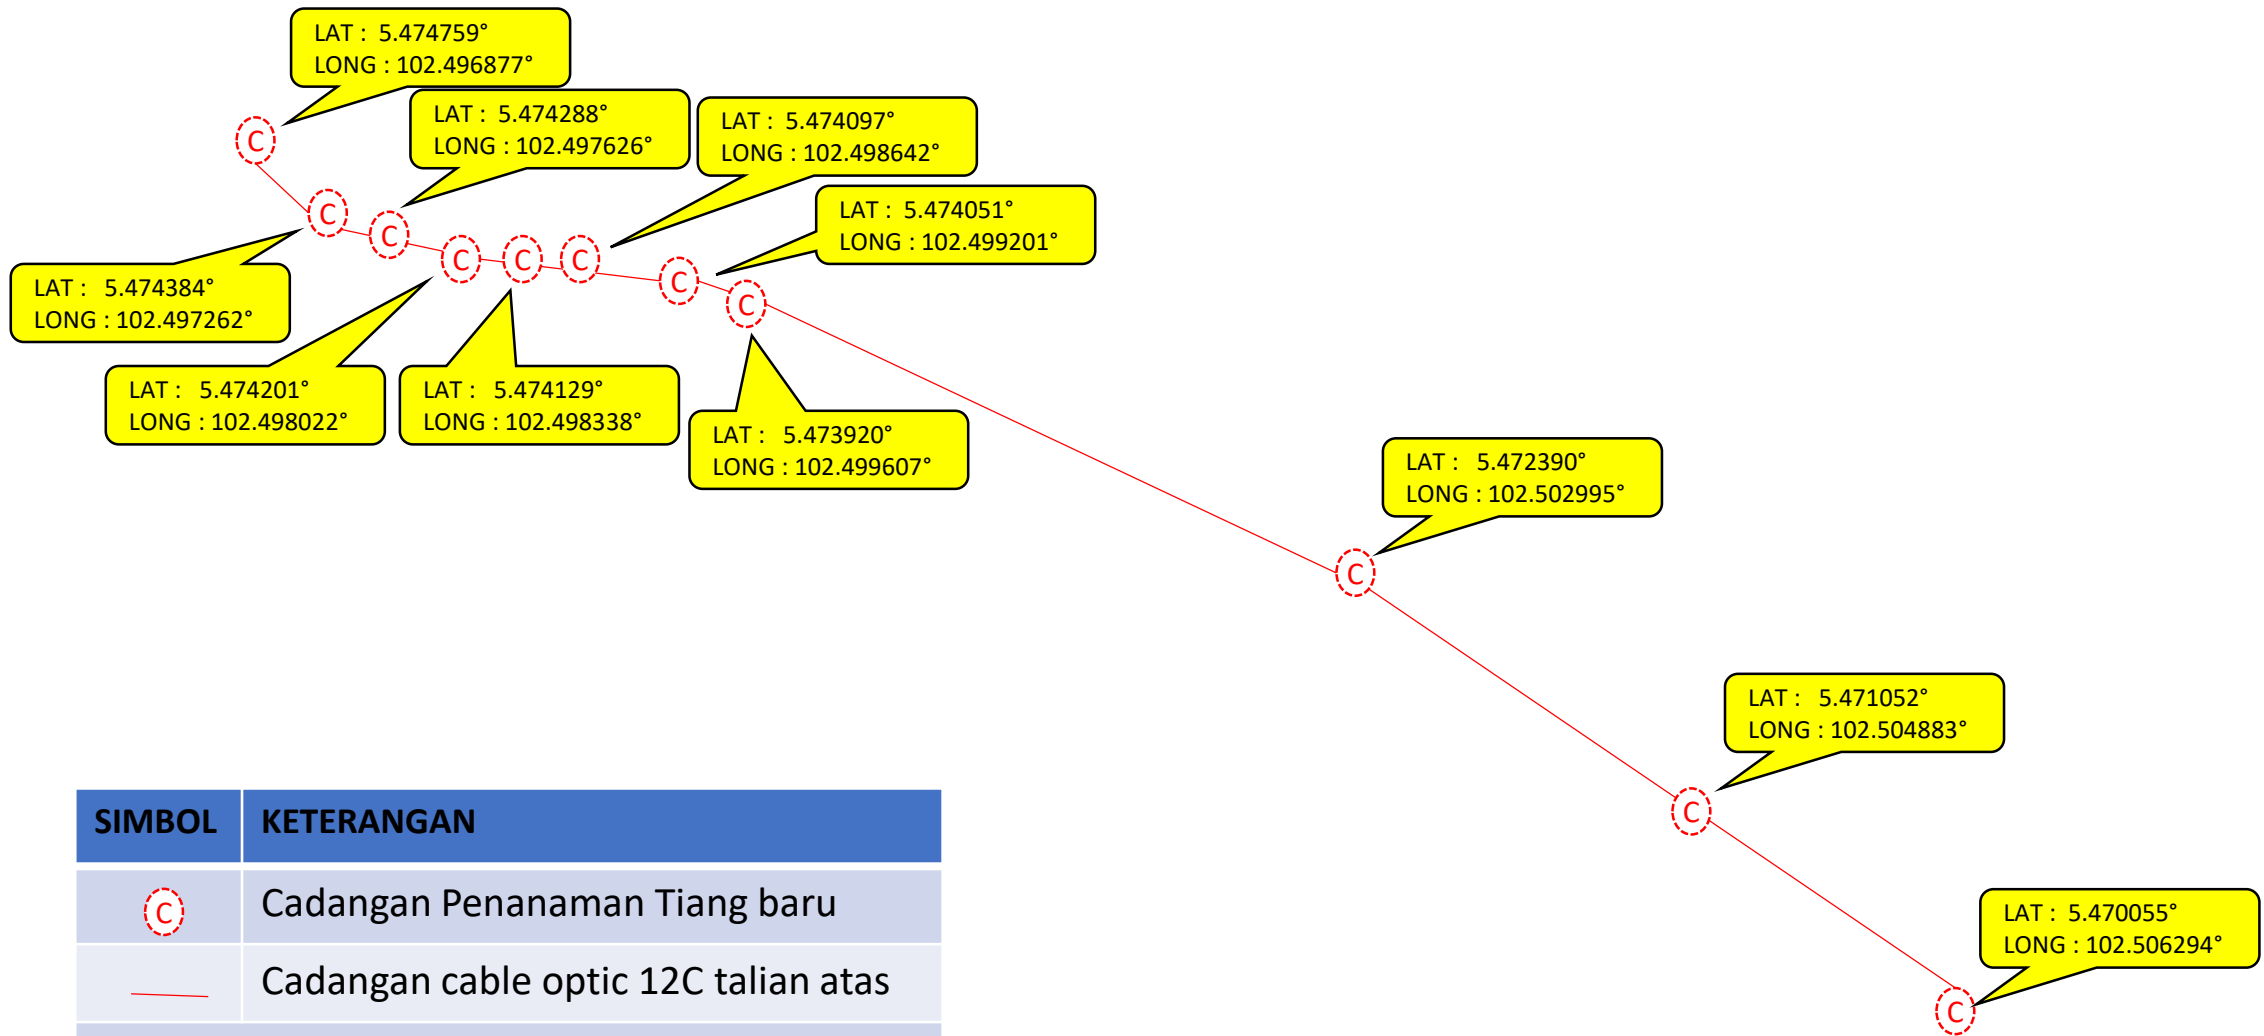 LAT : 5.474759°
LONG : 102.496877°
LAT : 5.474288°
LONG : 102.497626°
LAT : 5.474097°
LONG : 102.498642°
LAT : 5.474051°
LONG : 102.499201°
C
C
C
C
C
C
C
C
LAT : 5.474384°
LONG : 102.497262°
LAT : 5.474201°
LONG : 102.498022°
LAT : 5.474129°
LONG : 102.498338°
LAT : 5.473920°
LONG : 102.499607°
LAT : 5.472390°
LONG : 102.502995°
C
LAT : 5.471052°
LONG : 102.504883°
C
LAT : 5.470055°
LONG : 102.506294°
C
SIMBOL KETERANGAN
C Cadangan Penanaman Tiang baru
Cadangan cable optic 12C talian atas